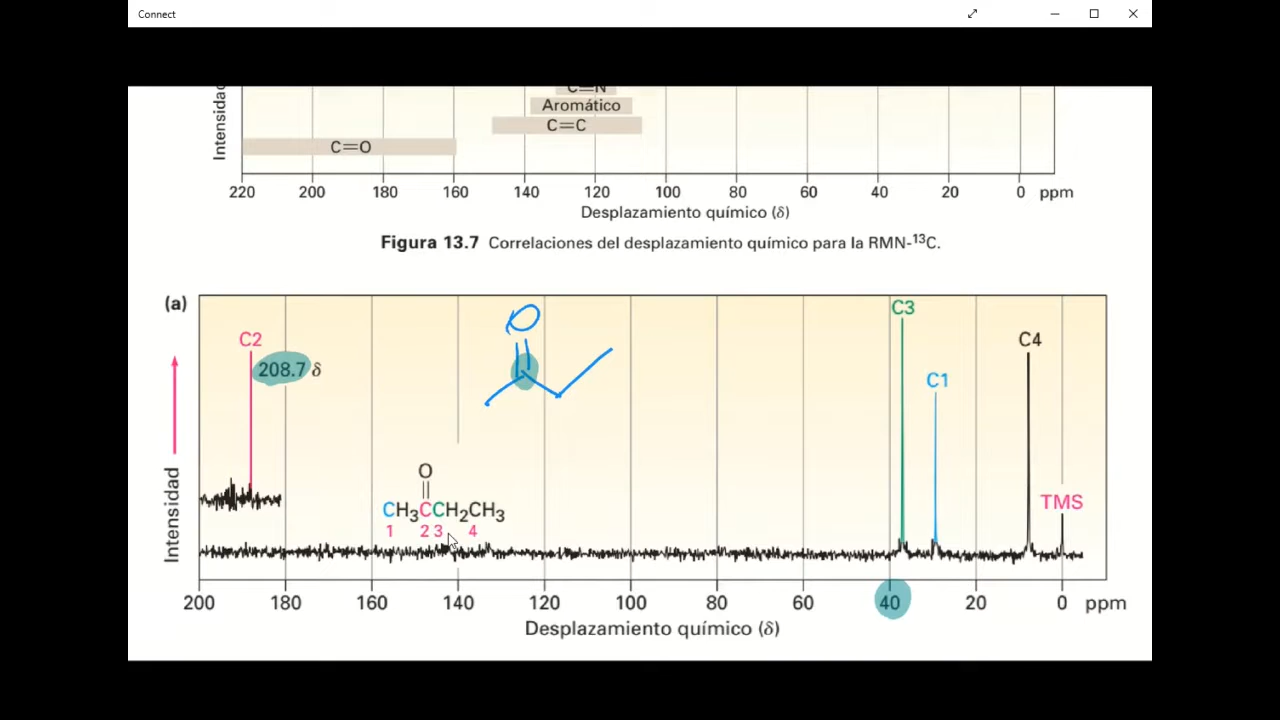 Connect
Intensidad
C≡N
Aromático
C=C
C=O
220 200 180 160 140 120 100 80 60 40 20 0 ppm
Desplazamiento químico (δ)
Figura 13.7 Correlaciones del desplazamiento químico para la RMN-¹³C.
(a)
C2
208.7 δ
O
C3
C1
C4
TMS
O
CH₃CCH₂CH₃
1 2 3 4
Intensidad
200 180 160 140 120 100 80 60 40 20 0 ppm
Desplazamiento químico (δ)